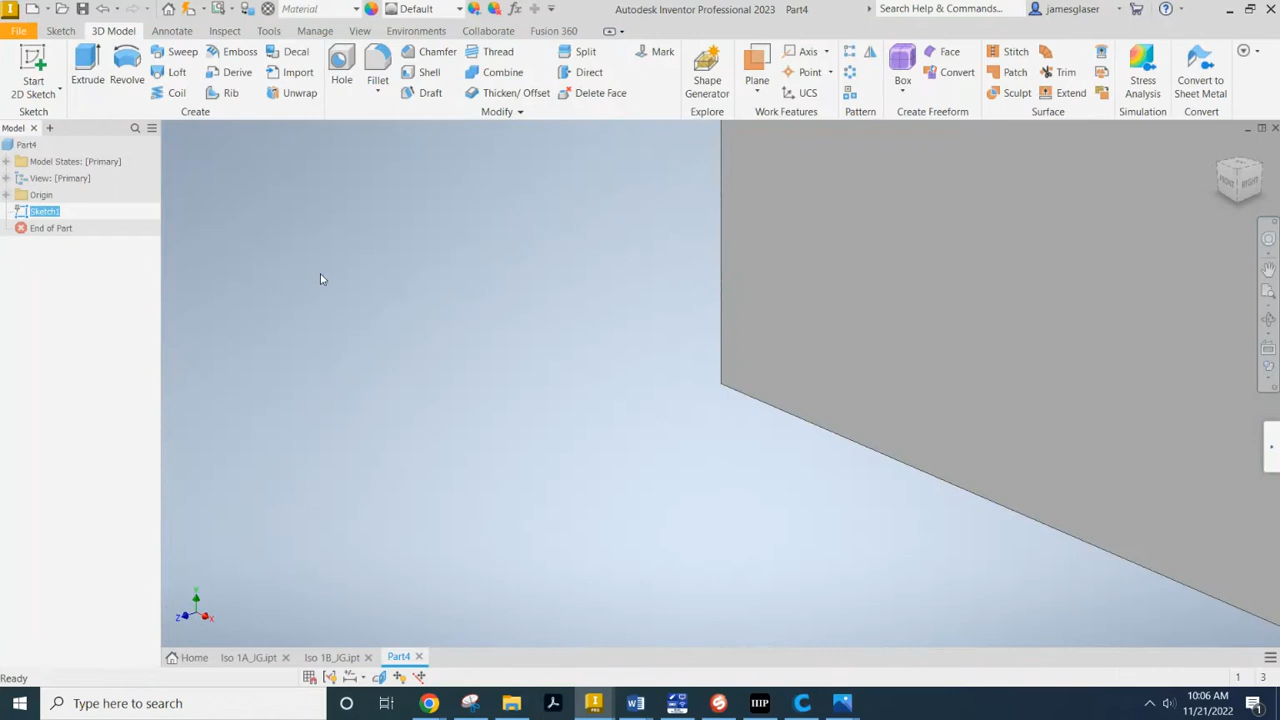 Material
Default
fx
Autodesk Inventor Professional 2023 Part4
Search Help & Commands...
jamesglaser
File Sketch 3D Model Annotate Inspect Tools Manage View Environments Collaborate Fusion 360
Start
2D Sketch
Extrude
Revolve
Sweep
Emboss
Decal
Loft
Derive
Import
Coil
Rib
Unwrap
Hole
Fillet
Chamfer
Thread
Split
Mark
Shell
Combine
Direct
Draft
Thicken/ Offset
Delete Face
Shape
Generator
Plane
Axis
Point
UCS
Box
Face
Convert
Stitch
Patch
Trim
Sculpt
Extend
Stress
Analysis
Convert to
Sheet Metal
Sketch Create Modify Explore Work Features Pattern Create Freeform Surface Simulation Convert
Model
Part4
Model States: [Primary]
View: [Primary]
Origin
Sketch1
End of Part
FRONT RIGHT
Y
Z X
Home Iso 1A_JG.ipt Iso 1B_JG.ipt Part4
Ready 1 3
Type here to search
10:06 AM
11/21/2022